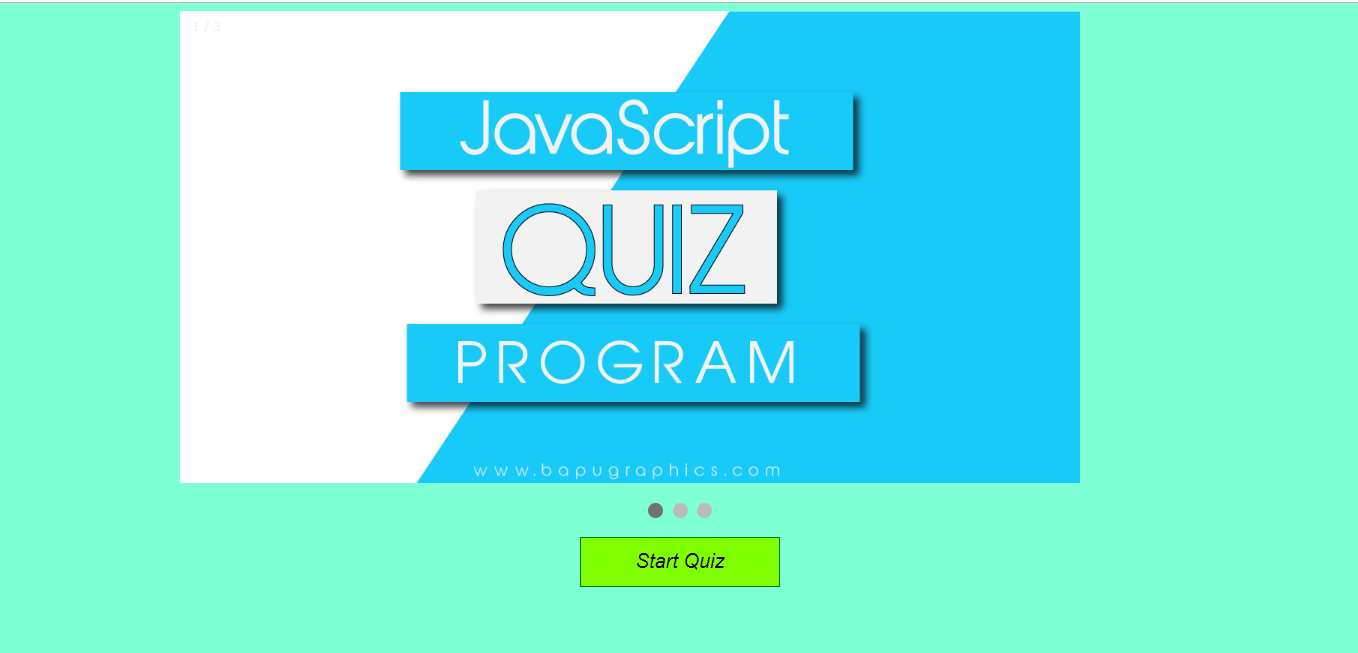 1 / 3
JavaScript
QUIZ
PROGRAM
www.bapugraphics.com
Start Quiz